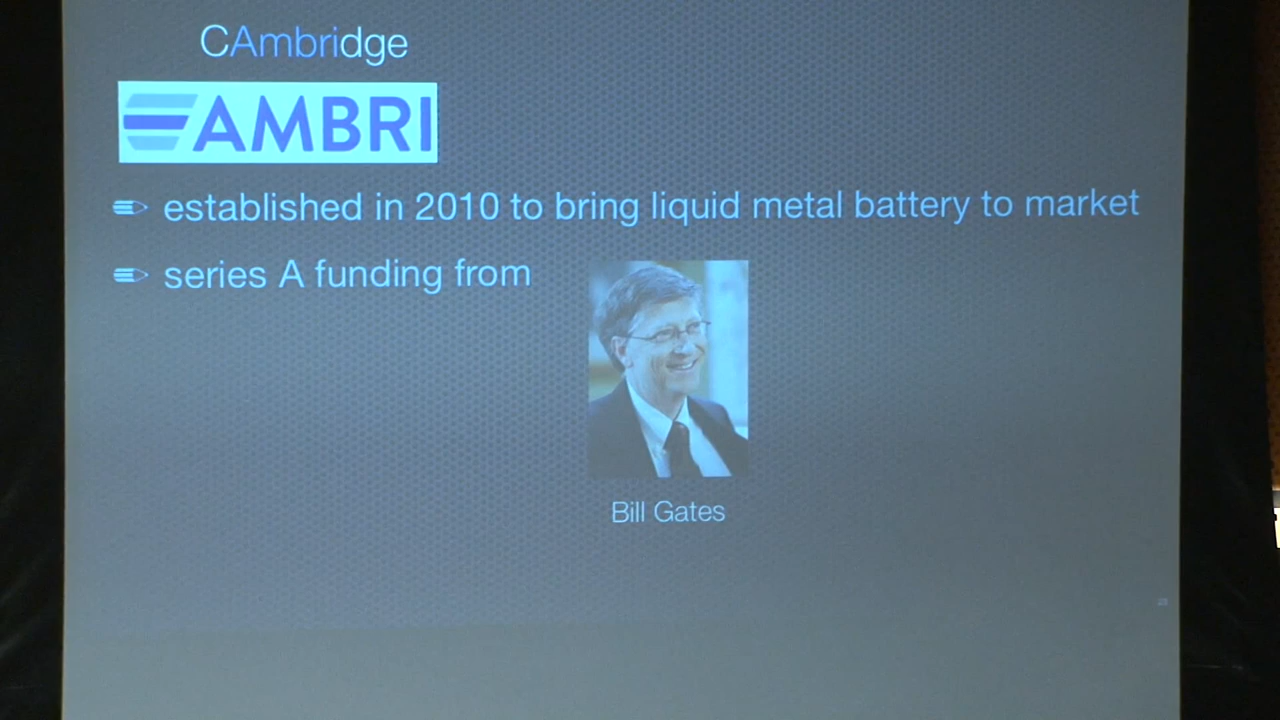 CAmbridge
AMBRI
established in 2010 to bring liquid metal battery to market
series A funding from
Bill Gates